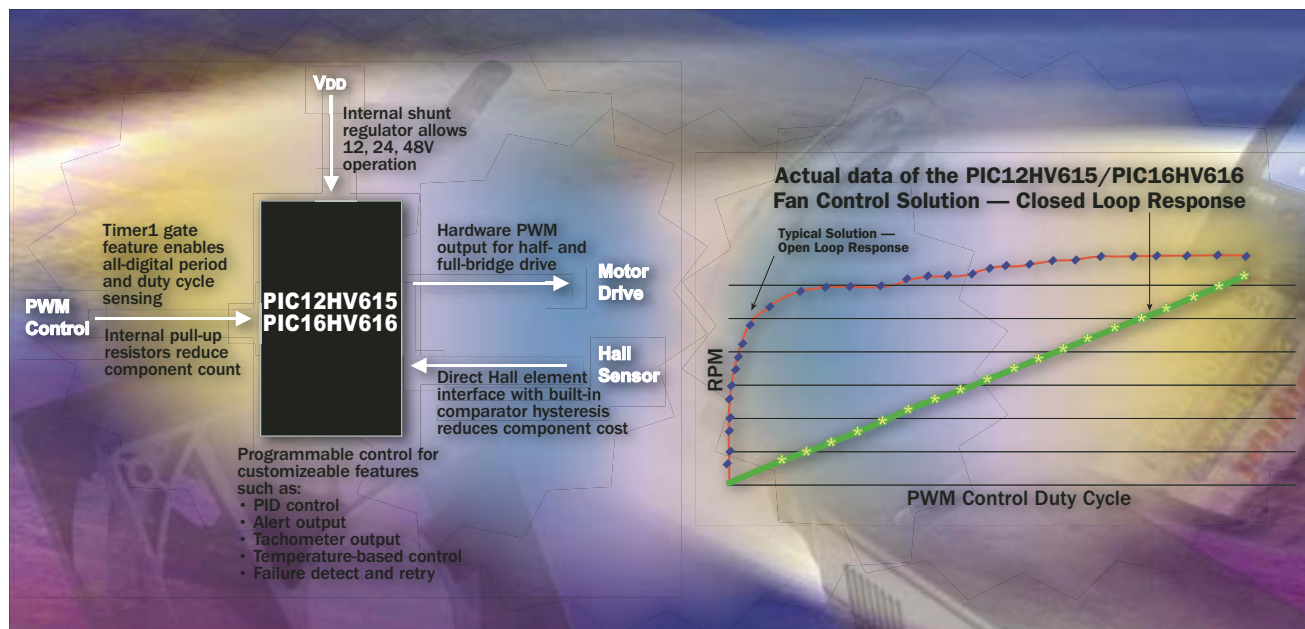 VDD
Internal shunt
regulator allows
12, 24, 48V
operation
Timer1 gate
feature enables
all-digital period
and duty cycle
sensing
PWM
Control
Internal pull-up
resistors reduce
component count
PIC12HV615
PIC16HV616
Hardware PWM
output for half- and
full-bridge drive
Motor
Drive
Hall
Sensor
Direct Hall element
interface with built-in
comparator hysteresis
reduces component cost
Programmable control for
customizeable features
such as:
• PID control
• Alert output
• Tachometer output
• Temperature-based control
• Failure detect and retry
Actual data of the PIC12HV615/PIC16HV616
Fan Control Solution — Closed Loop Response
Typical Solution —
Open Loop Response
RPM
PWM Control Duty Cycle